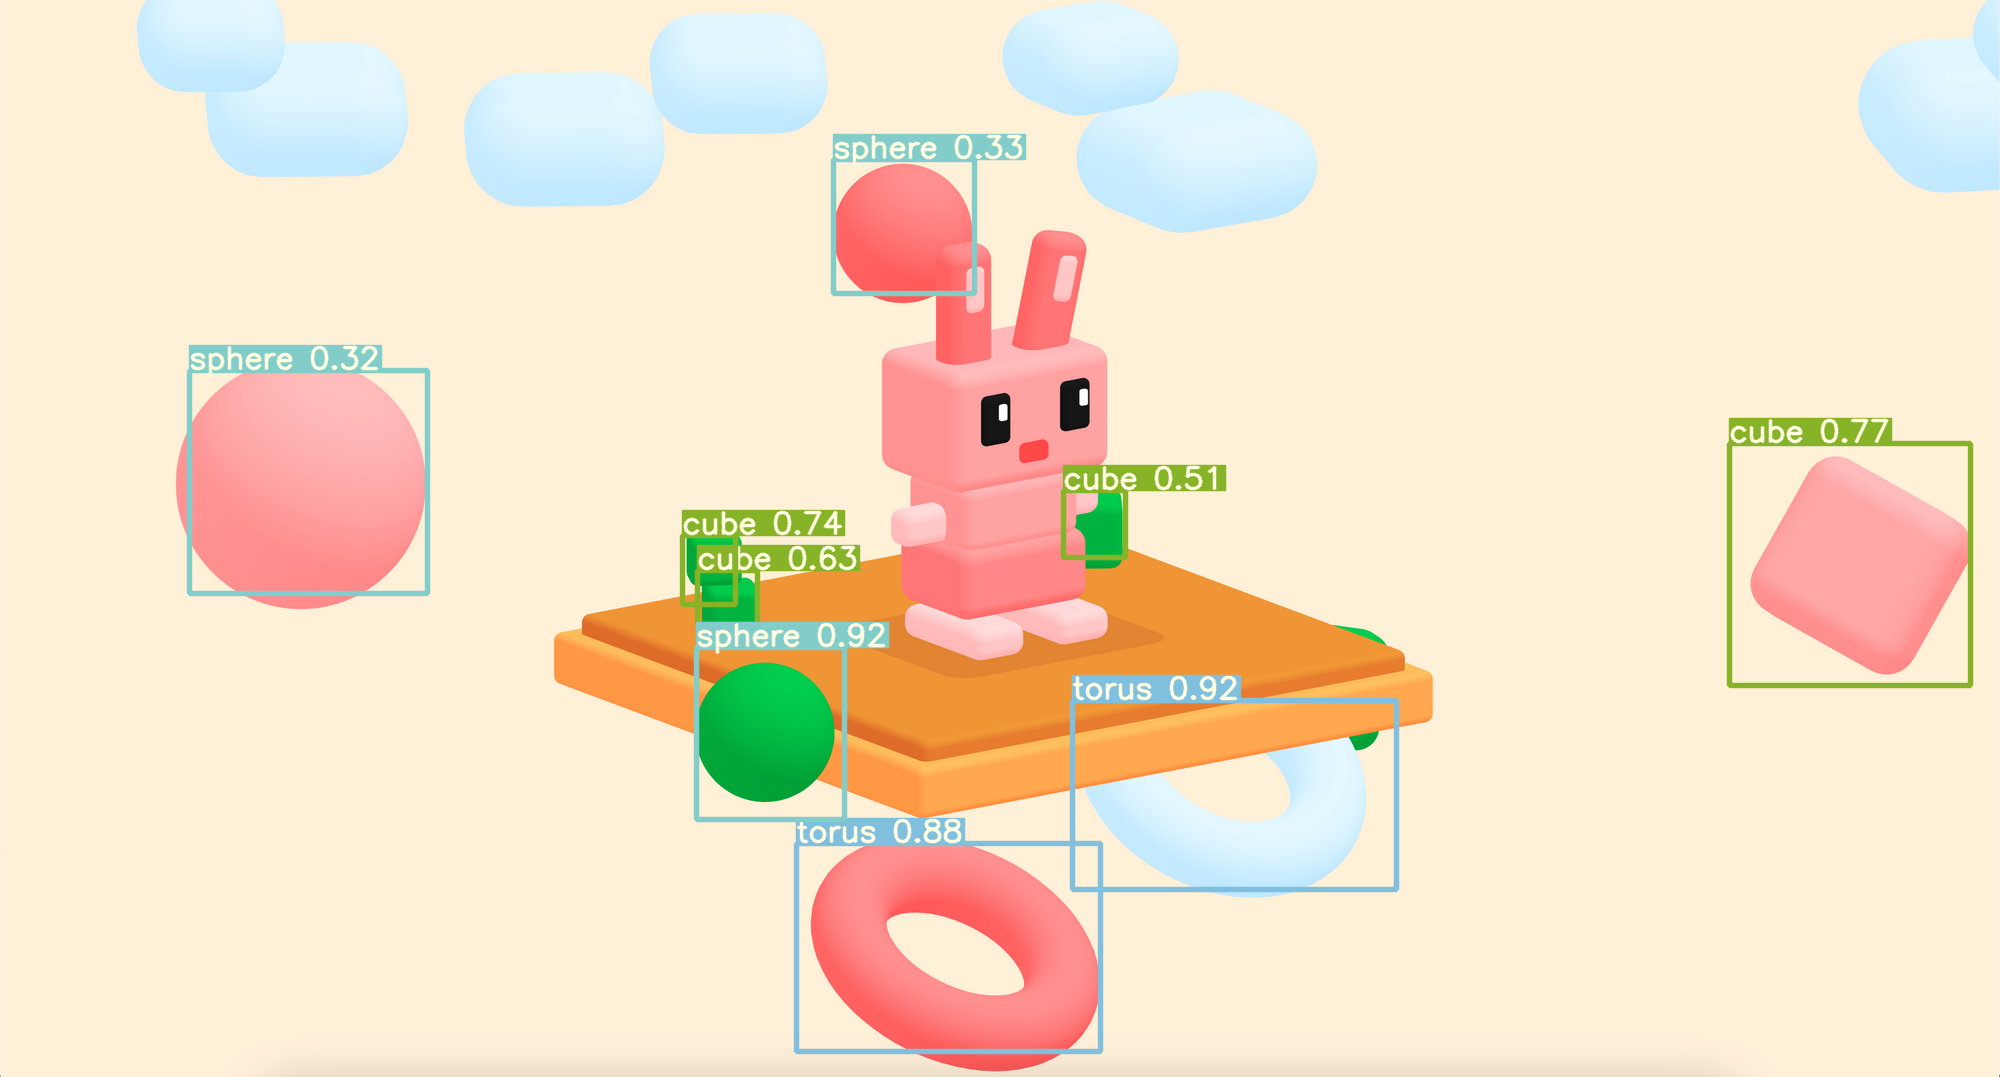 sphere 0.33
sphere 0.32
cube 0.77
cube 0.51
cube 0.74
cube 0.63
sphere 0.92
torus 0.92
torus 0.88